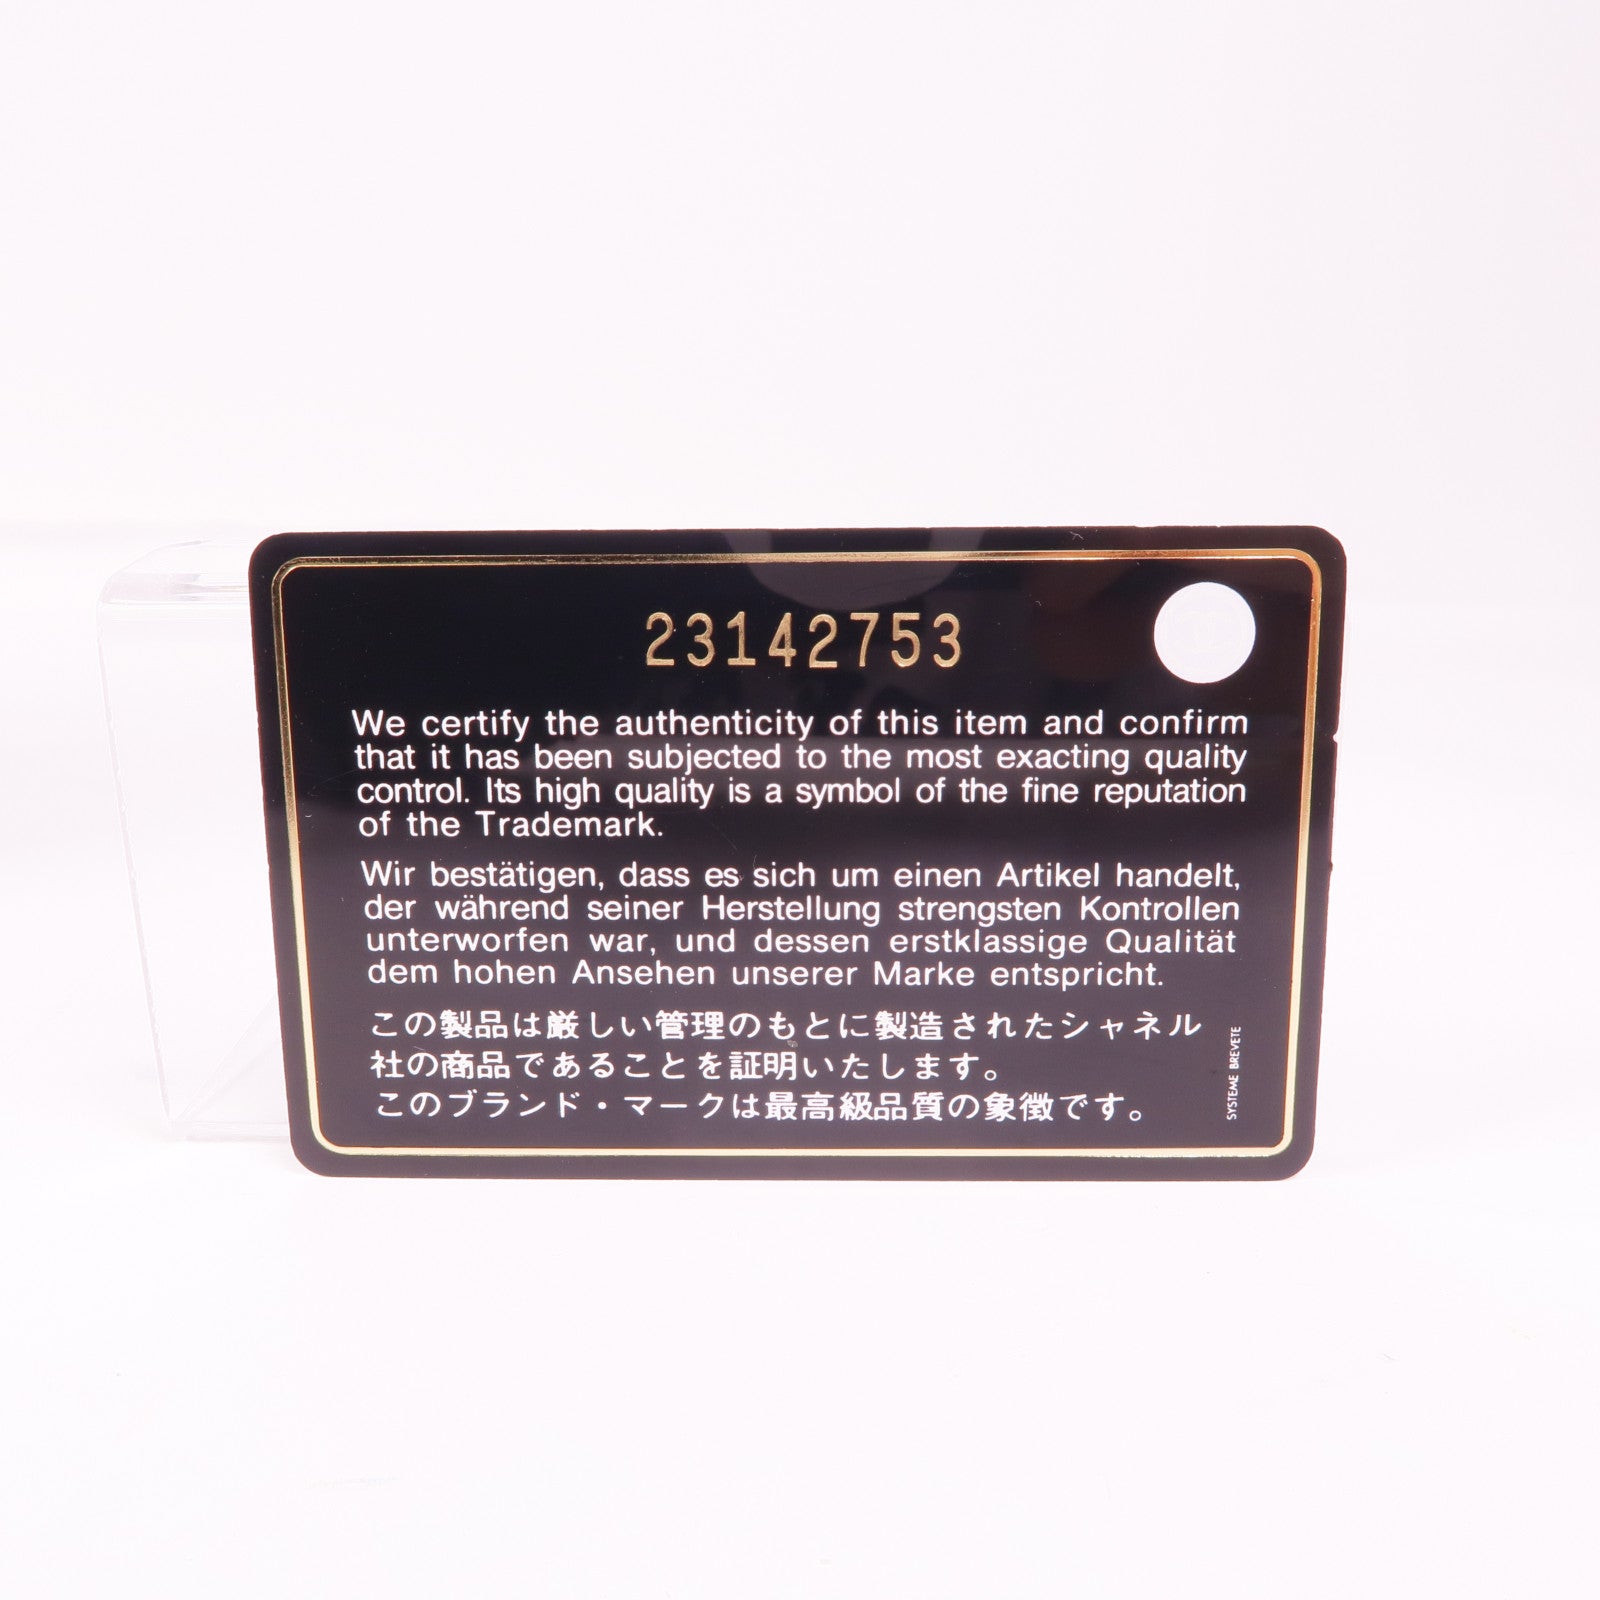 23142753
We certify the authenticity of this item and confirm
that it has been subjected to the most exacting quality
control. Its high quality is a symbol of the fine reputation
of the Trademark.
Wir bestätigen, dass es sich um einen Artikel handelt,
der während seiner Herstellung strengsten Kontrollen
unterworfen war, und dessen erstklassige Qualität
dem hohen Ansehen unserer Marke entspricht.
この製品は厳しい管理のもとに製造されたシャネル
社の商品であることを証明いたします。
このブランド・マークは最高級品質の象徴です。
SYSTEME BREVETE